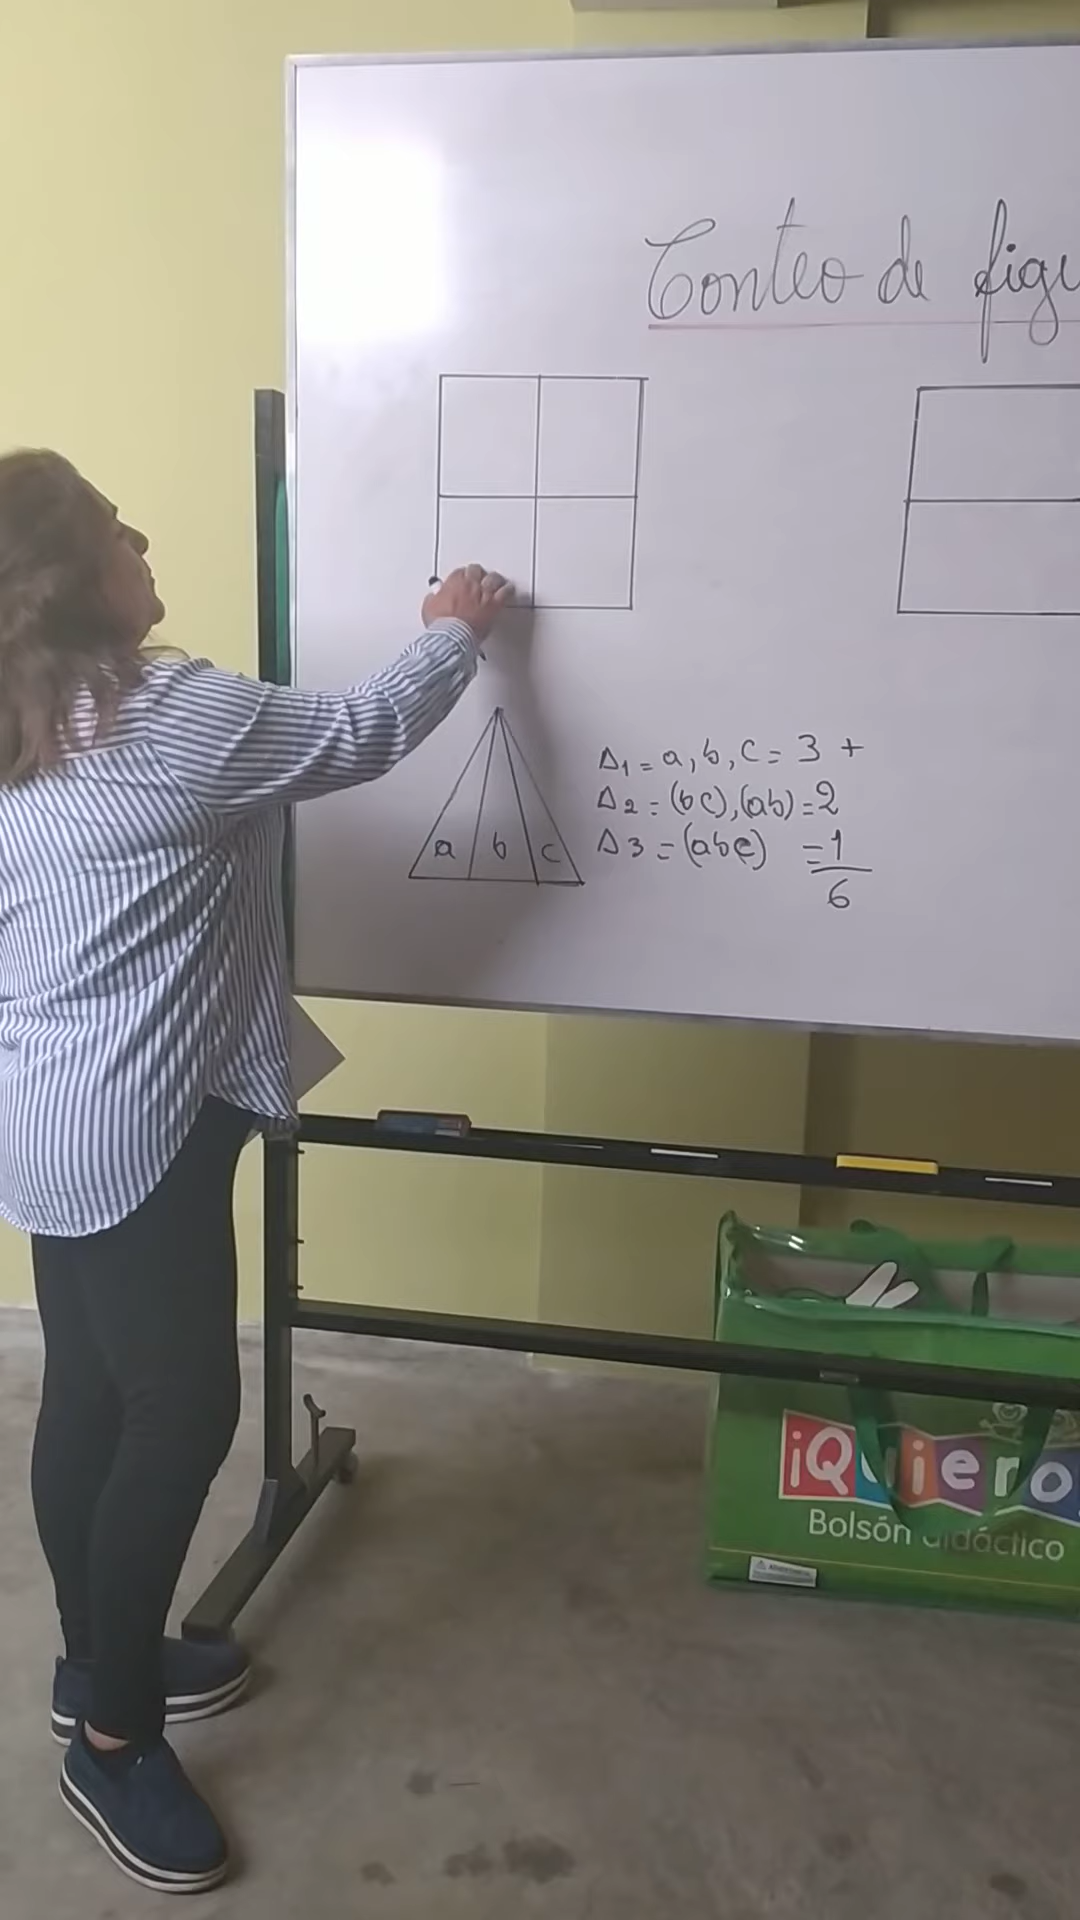 Conteo de figu
a b c
Δ1 = a, b, c = 3 +
Δ2 = (bc), (ab) = 2
Δ3 = (abc) = 1
6
¡Quiero
Bolsón didáctico